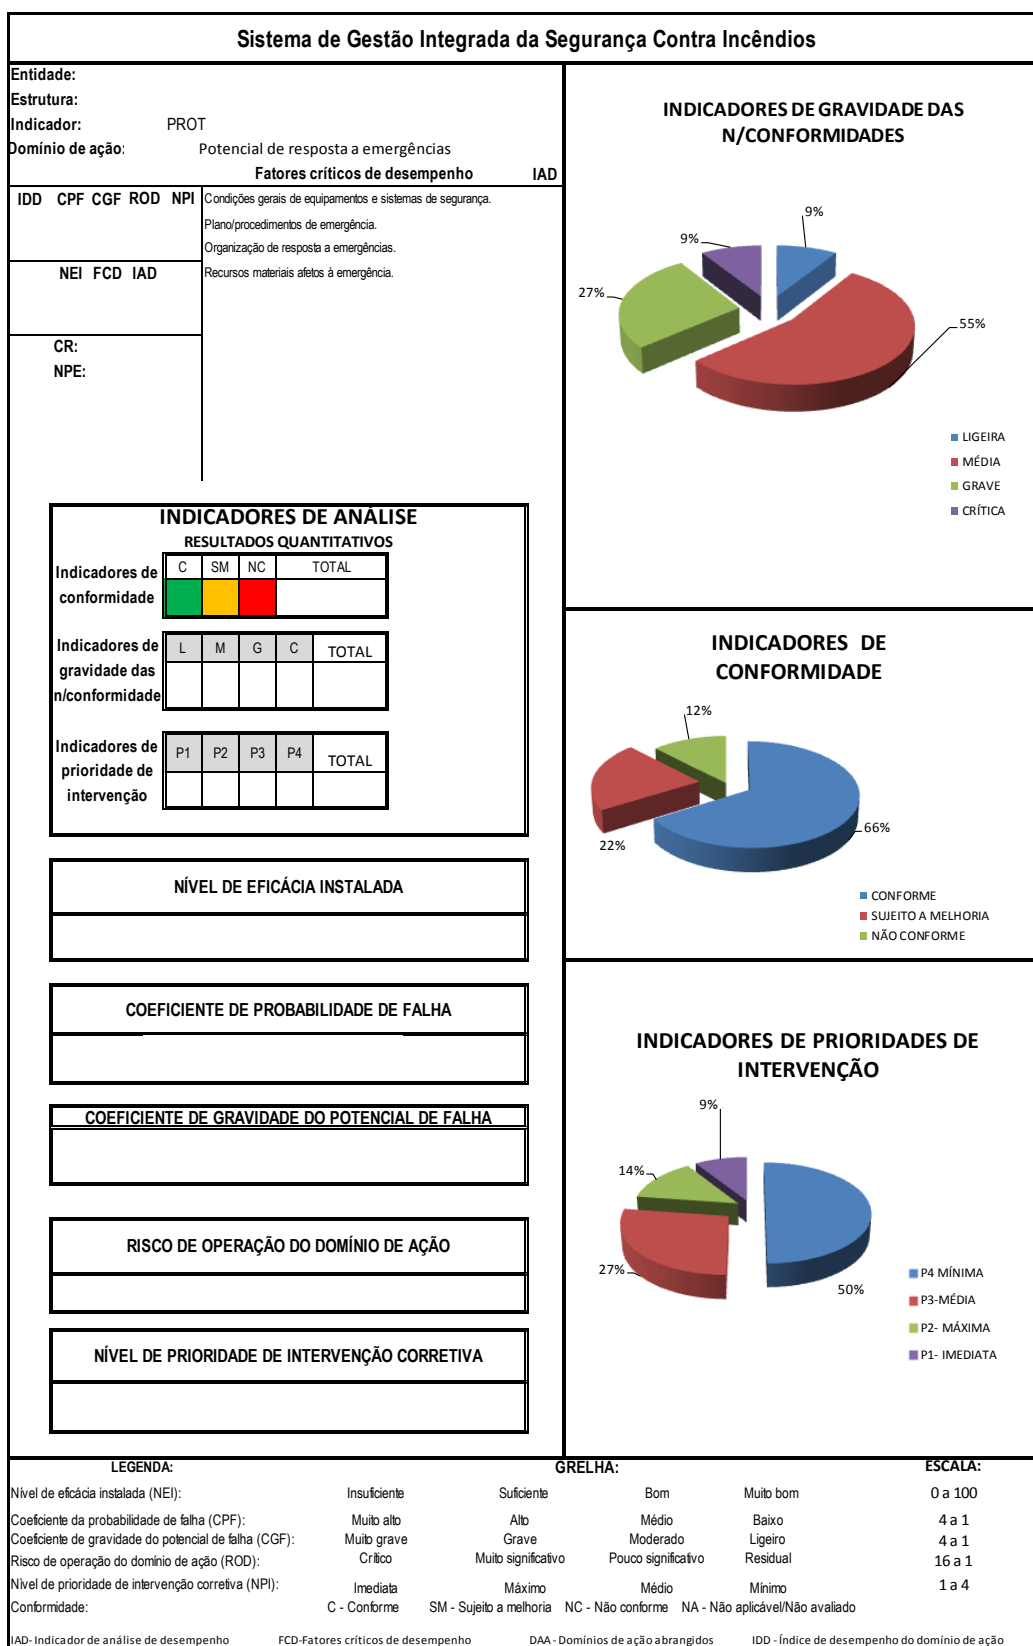 Sistema de Gestão Integrada da Segurança Contra Incêndios
Entidade:
Estrutura:
Indicador: PROT
Domínio de ação: Potencial de resposta a emergências
Fatores críticos de desempenho IAD
IDD CPF CGF ROD NPI
Condições gerais de equipamentos e sistemas de segurança.
Plano/procedimentos de emergência.
Organização de resposta a emergências.
NEI FCD IAD
Recursos materiais afetos à emergência.
CR:
NPE:
INDICADORES DE ANÁLISE
RESULTADOS QUANTITATIVOS
Indicadores de
conformidade
C SM NC TOTAL
Indicadores de
gravidade das
n/conformidade
L M G C TOTAL
Indicadores de
prioridade de
intervenção
P1 P2 P3 P4 TOTAL
NÍVEL DE EFICÁCIA INSTALADA
COEFICIENTE DE PROBABILIDADE DE FALHA
COEFICIENTE DE GRAVIDADE DO POTENCIAL DE FALHA
RISCO DE OPERAÇÃO DO DOMÍNIO DE AÇÃO
NÍVEL DE PRIORIDADE DE INTERVENÇÃO CORRETIVA
INDICADORES DE GRAVIDADE DAS
N/CONFORMIDADES
9%
9%
27%
55%
LIGEIRA
MÉDIA
GRAVE
CRÍTICA
INDICADORES DE
CONFORMIDADE
12%
66%
22%
CONFORME
SUJEITO A MELHORIA
NÃO CONFORME
INDICADORES DE PRIORIDADES DE
INTERVENÇÃO
9%
14%
27%
50%
P4 MÍNIMA
P3-MÉDIA
P2- MÁXIMA
P1- IMEDIATA
LEGENDA: GRELHA: ESCALA:
Nível de eficácia instalada (NEI): Insuficiente Suficiente Bom Muito bom 0 a 100
Coeficiente da probabilidade de falha (CPF): Muito alto Alto Médio Baixo 4 a 1
Coeficiente de gravidade do potencial de falha (CGF): Muito grave Grave Moderado Ligeiro 4 a 1
Risco de operação do domínio de ação (ROD): Crítico Muito significativo Pouco significativo Residual 16 a 1
Nível de prioridade de intervenção corretiva (NPI): Imediata Máximo Médio Mínimo 1 a 4
Conformidade: C - Conforme SM - Sujeito a melhoria NC - Não conforme NA - Não aplicável/Não avaliado
IAD- Indicador de análise de desempenho FCD-Fatores críticos de desempenho DAA - Domínios de ação abrangidos IDD - Índice de desempenho do domínio de ação